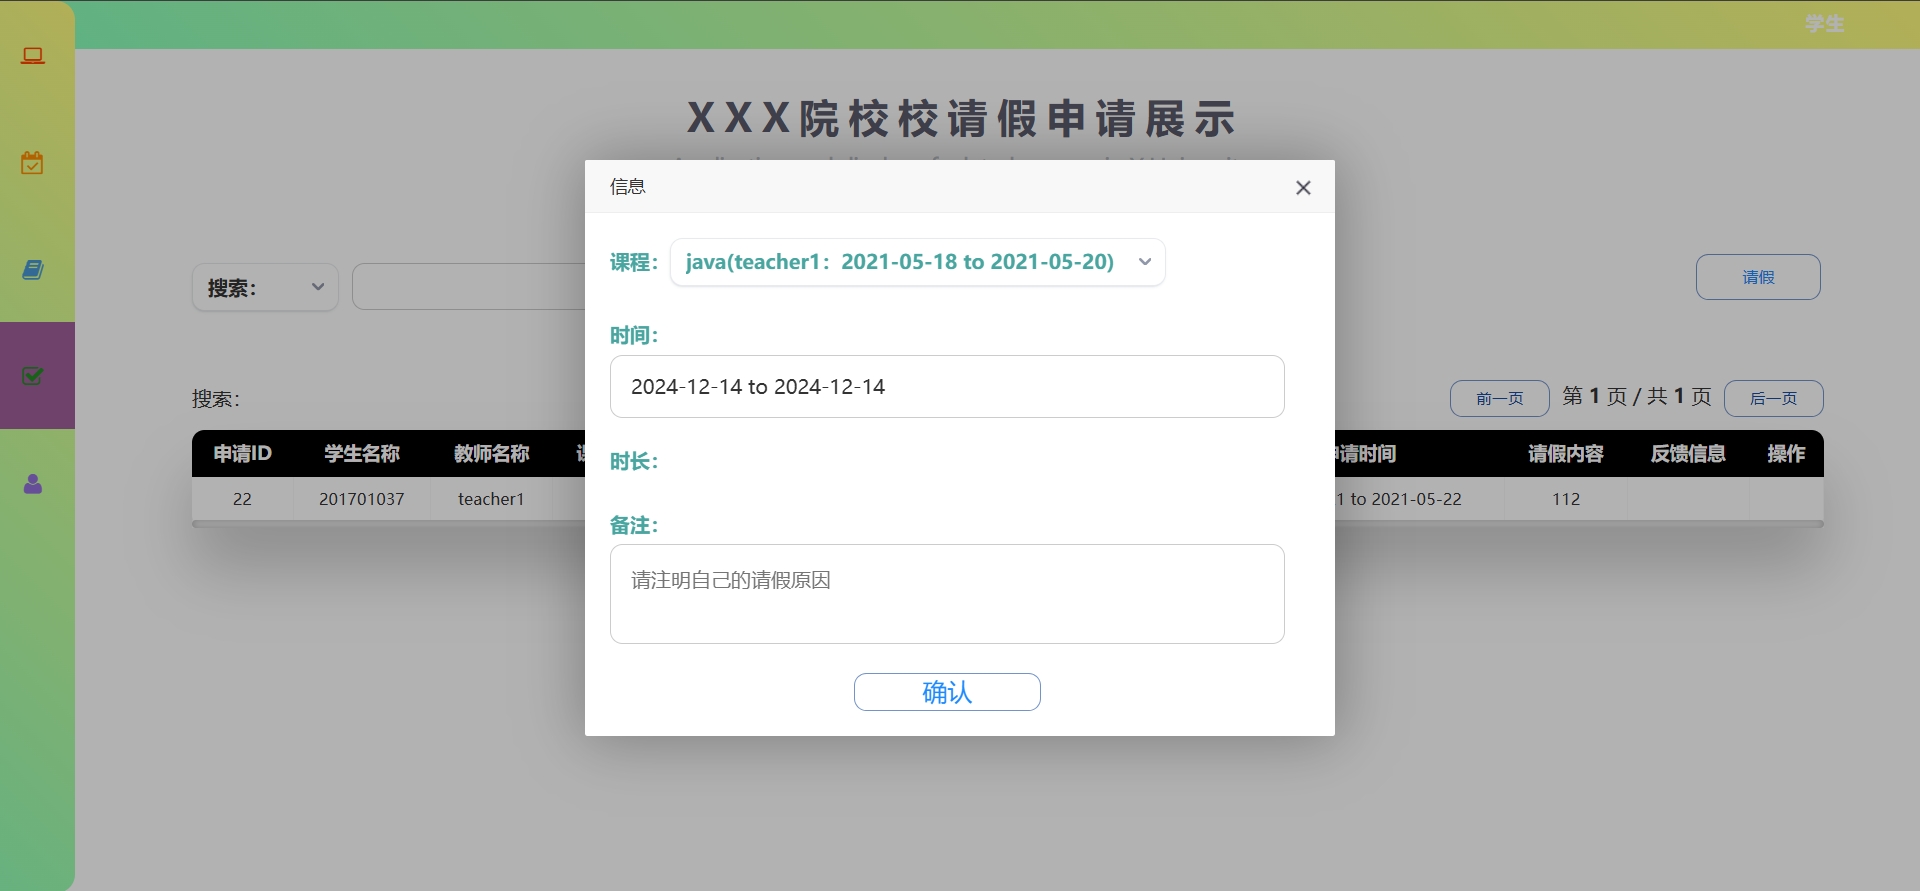 学生
XXX院校校请假申请展示
信息
课程：
java(teacher1：2021-05-18 to 2021-05-20)
搜索：
请假
时间：
2024-12-14 to 2024-12-14
搜索：
前一页 第 1 页 / 共 1 页 后一页
申请ID 学生名称 教师名称 请时间 请假内容 反馈信息 操作
时长：
22 201701037 teacher1 1 to 2021-05-22 112
备注：
请注明自己的请假原因
确认